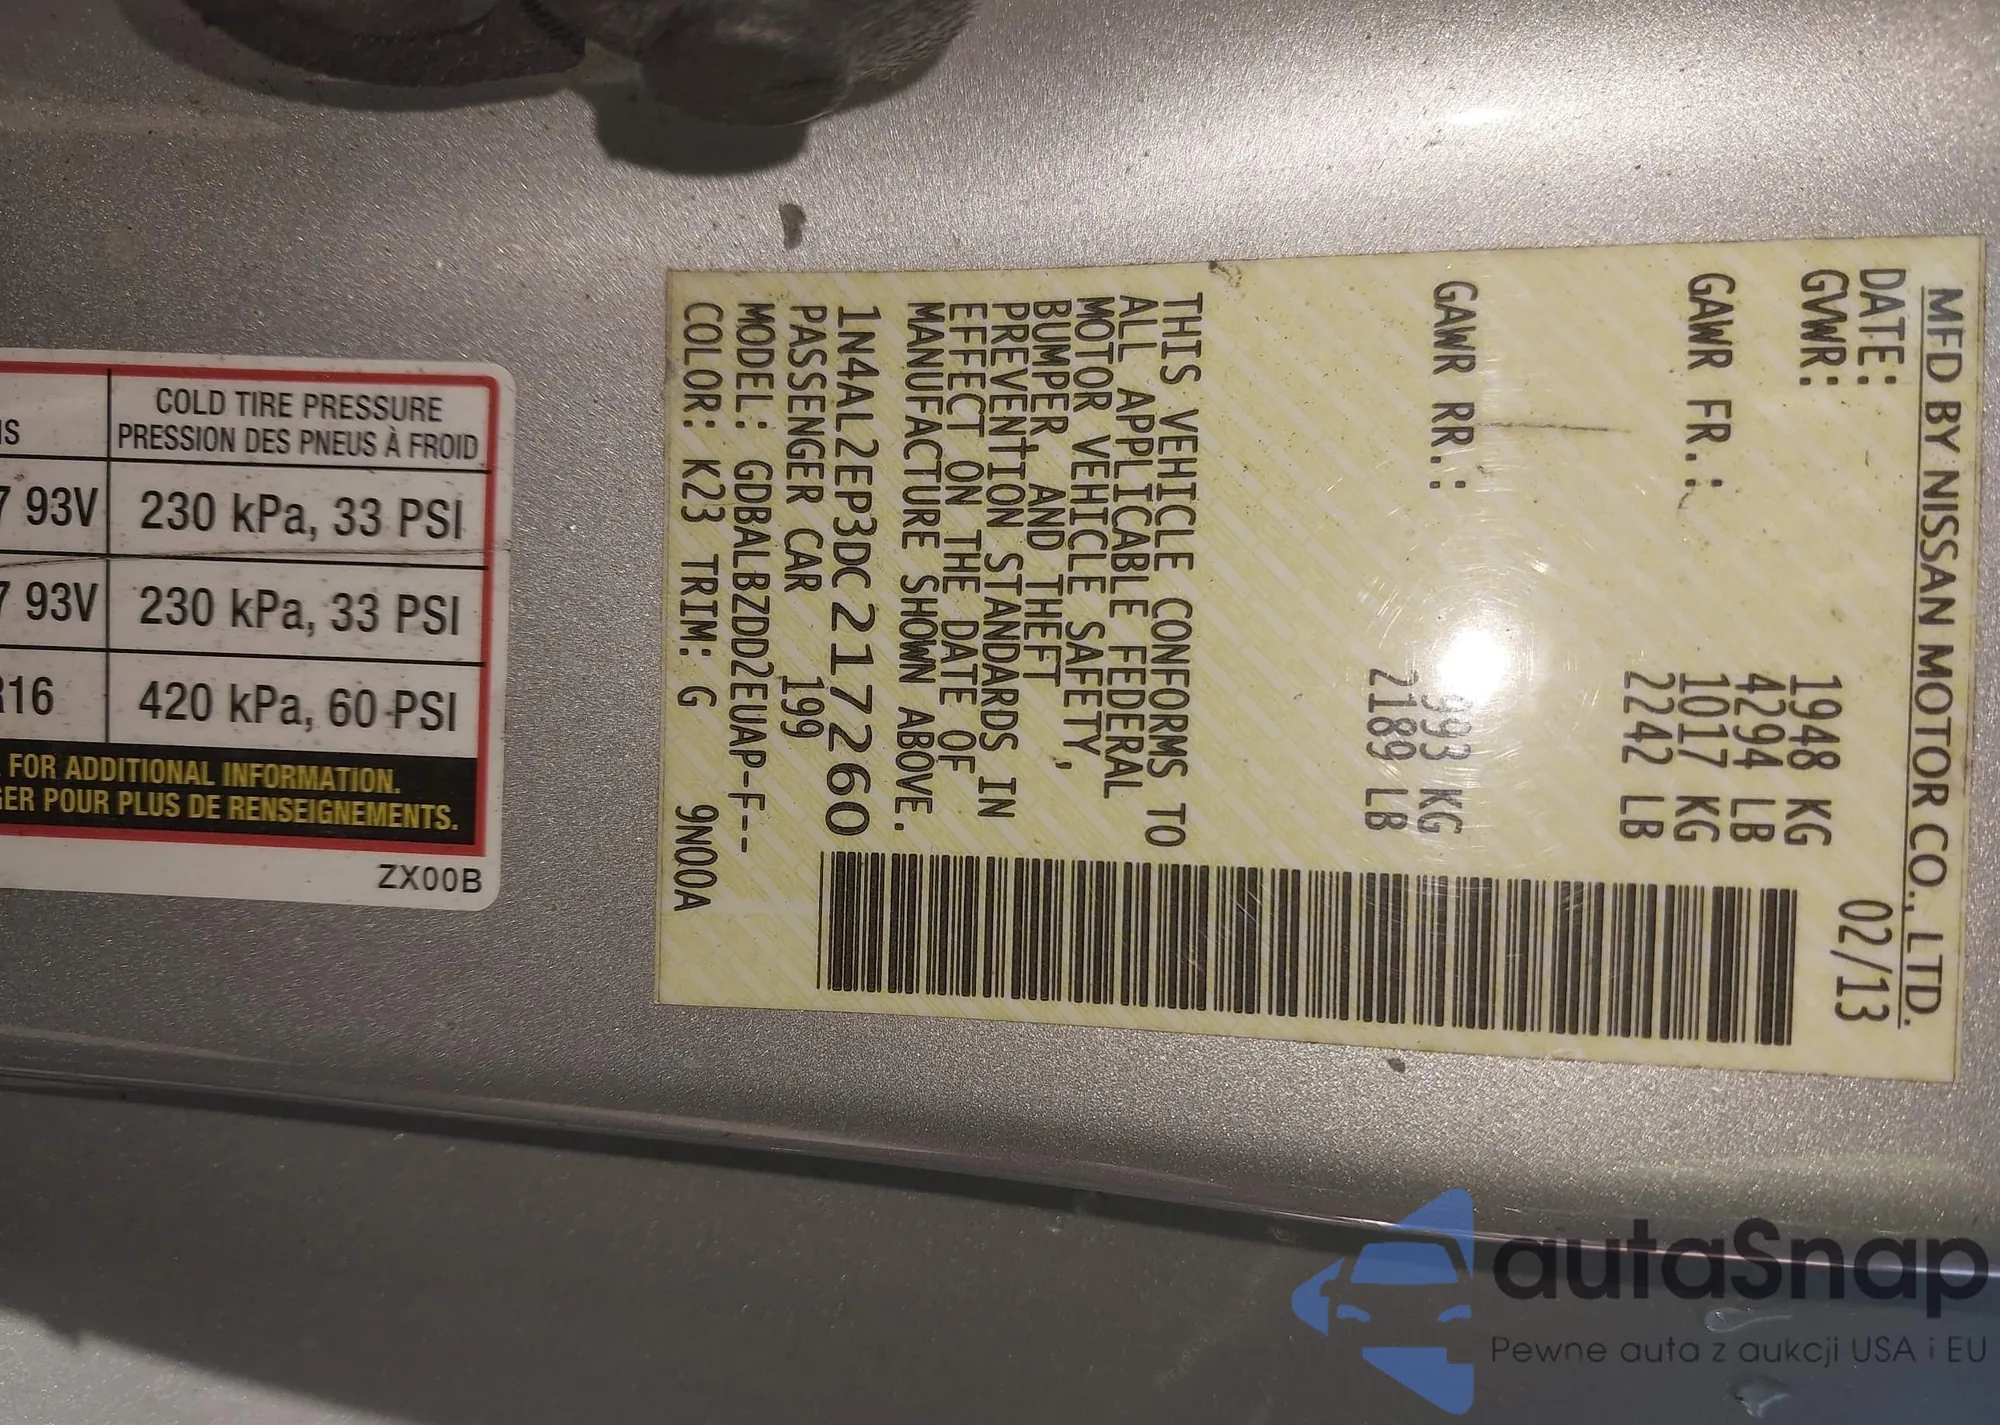 MFD BY NISSAN MOTOR CO., LTD.
DATE: 02/13
GVWR: 1948 KG
4294 LB
GAWR FR.: 1017 KG
2242 LB
GAWR RR.: 993 KG
2189 LB
THIS VEHICLE CONFORMS TO
ALL APPLICABLE FEDERAL
MOTOR VEHICLE SAFETY,
BUMPER, AND THEFT
PREVENTION STANDARDS IN
EFFECT ON THE DATE OF
MANUFACTURE SHOWN ABOVE.
1N4AL2EP3DC217260
PASSENGER CAR 199
MODEL: GDBALBZDD2EUAP-F--
COLOR: K23 TRIM: G 9N00A
COLD TIRE PRESSURE
PRESSION DES PNEUS À FROID
7 93V 230 kPa, 33 PSI
7 93V 230 kPa, 33 PSI
R16 420 kPa, 60 PSI
FOR ADDITIONAL INFORMATION.
GER POUR PLUS DE RENSEIGNEMENTS.
ZX00B
autaSnap
Pewne auta z aukcji USA i EU